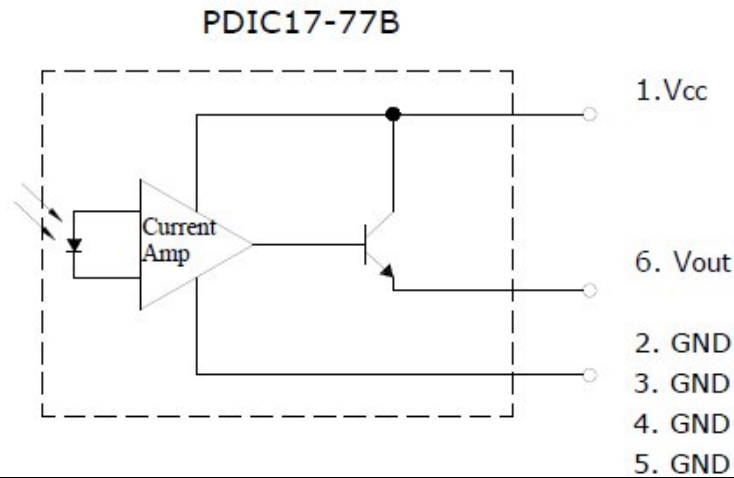 PDIC17-77B
1.Vcc
Current
Amp
6. Vout
2. GND
3. GND
4. GND
5. GND